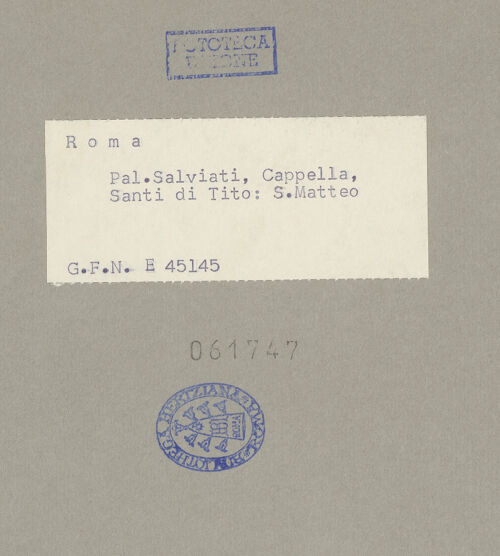 FOTOTECA
R o m a
Pal.Salviati, Cappella,
Santi di Tito: S.Matteo
G.F.N. E 45145
061747
ROMA